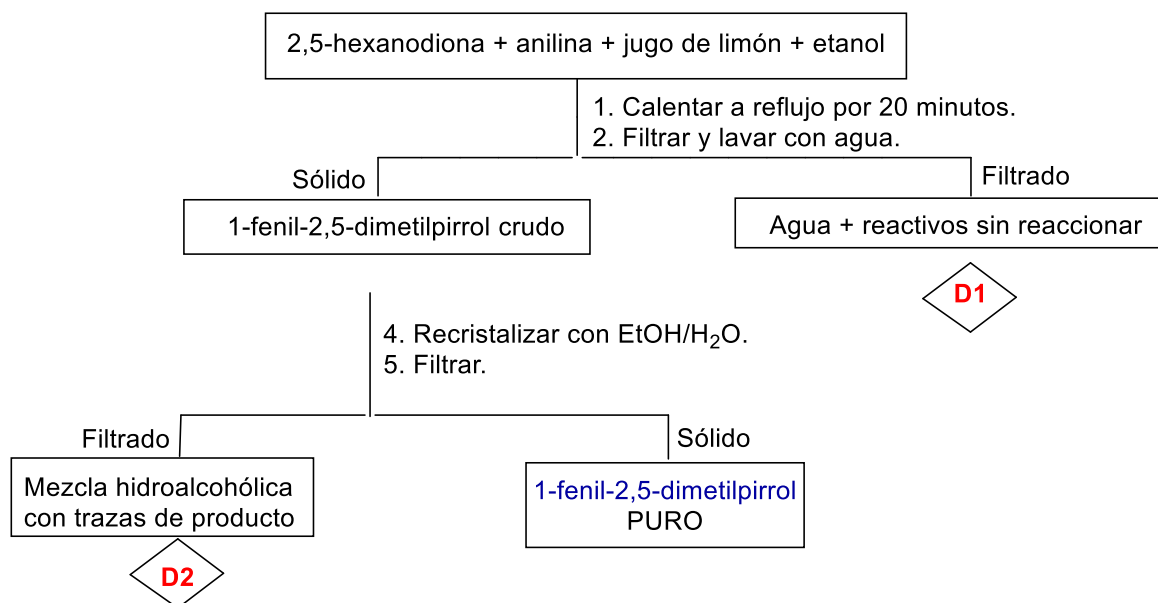 2,5-hexanodiona + anilina + jugo de limón + etanol
1. Calentar a reflujo por 20 minutos.
2. Filtrar y lavar con agua.
Sólido
Filtrado
1-fenil-2,5-dimetilpirrol crudo
Agua + reactivos sin reaccionar
D1
4. Recristalizar con EtOH/H₂O.
5. Filtrar.
Filtrado
Sólido
Mezcla hidroalcohólica
con trazas de producto
1-fenil-2,5-dimetilpirrol
PURO
D2